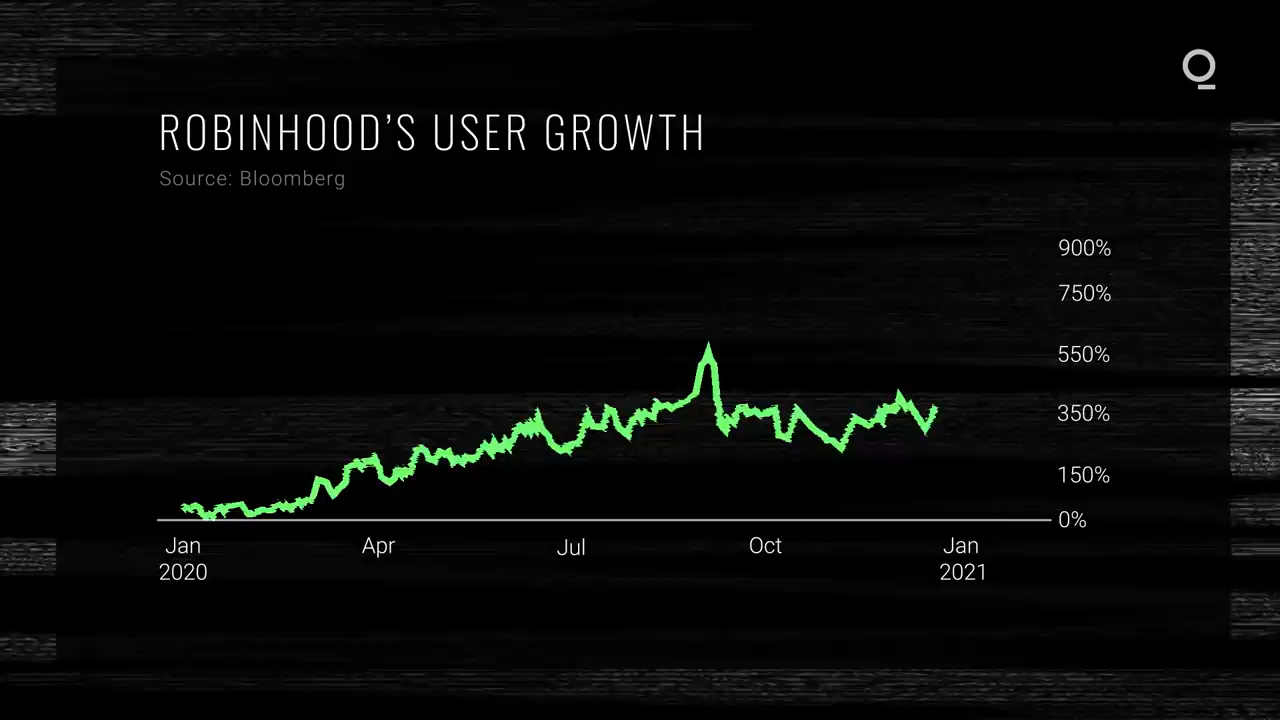 ROBINHOOD’S USER GROWTH
Source: Bloomberg
900%
750%
550%
350%
150%
0%
Jan Apr Jul Oct Jan
2020 2021